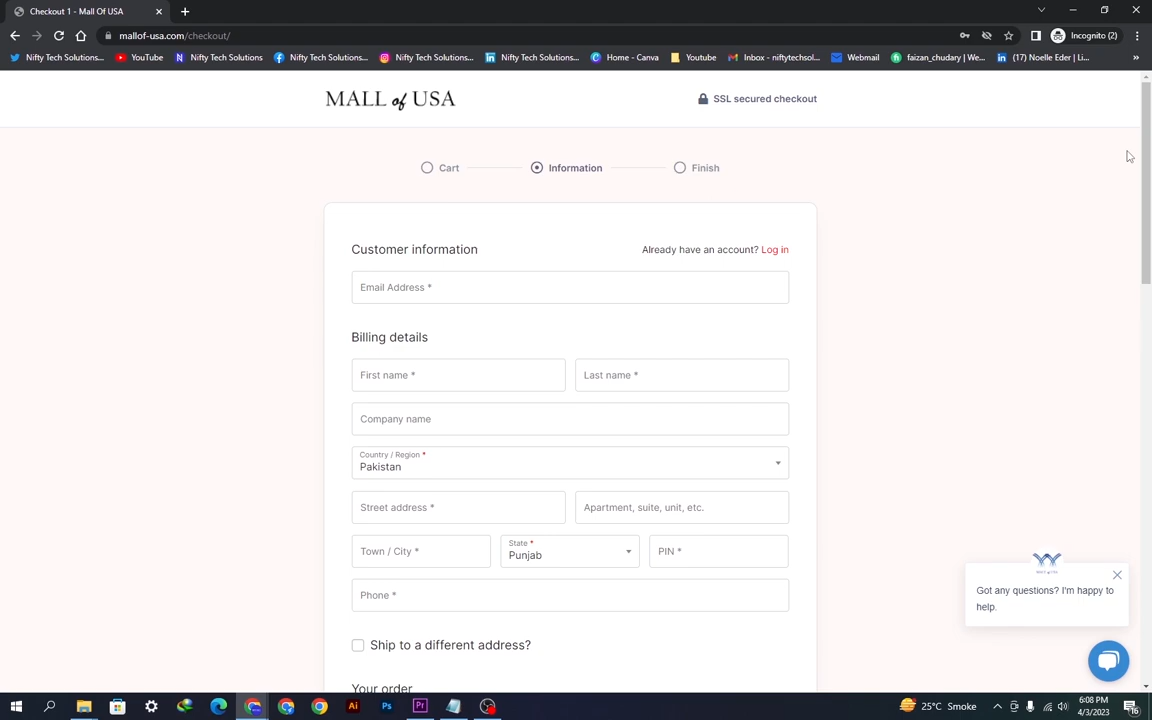 Checkout 1 - Mall Of USA
mallof-usa.com/checkout/
Incognito (2)
Nifty Tech Solutions... YouTube Nifty Tech Solutions Nifty Tech Solutions... Nifty Tech Solutions... Nifty Tech Solutions... Home - Canva Youtube Inbox - niftytechsol... Webmail faizan_chudary | We... (17) Noelle Eder | Li... »
MALL of USA
SSL secured checkout
Cart Information Finish
Customer information
Already have an account? Log in
Email Address *
Billing details
First name * Last name *
Company name
Country / Region *
Pakistan
Street address * Apartment, suite, unit, etc.
Town / City * State * Punjab PIN *
Phone *
Ship to a different address?
Your order
MALL of USA
Got any questions? I'm happy to
help.
25°C Smoke
6:08 PM
4/3/2023
16